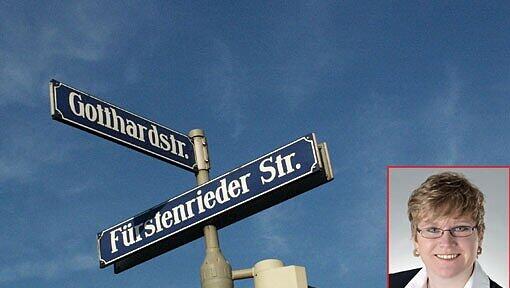 Gotthardstr.
Fürstenrieder Str.